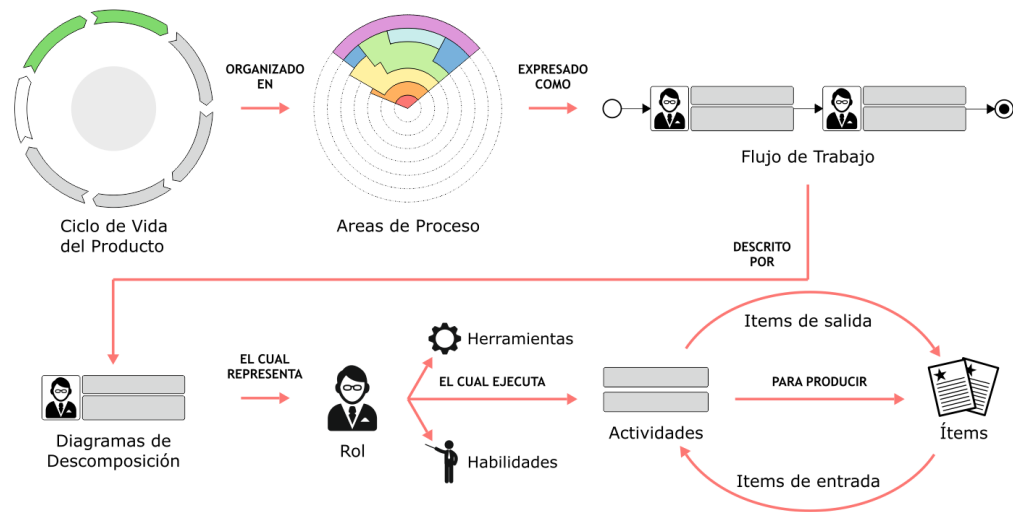 ORGANIZADO
EN
EXPRESADO
COMO
Flujo de Trabajo
Ciclo de Vida
del Producto
Areas de Proceso
DESCRITO
POR
Items de salida
Herramientas
EL CUAL
REPRESENTA
EL CUAL EJECUTA
PARA PRODUCIR
Actividades
Ítems
Diagramas de
Descomposición
Rol
Habilidades
Items de entrada